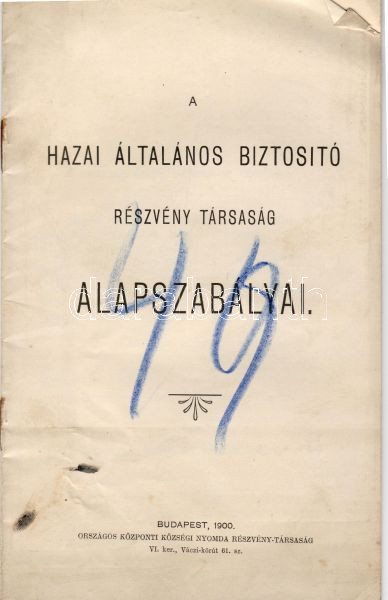 A
HAZAI ÁLTALÁNOS BIZTOSITÓ
RÉSZVÉNY TÁRSASÁG
ALAPSZABÁLYAI.
49
BUDAPEST, 1900.
ORSZÁGOS KÖZPONTI KÖZSÉGI NYOMDA RÉSZVÉNY-TÁRSASÁG
VI. ker., Váczi-körút 61. sz.